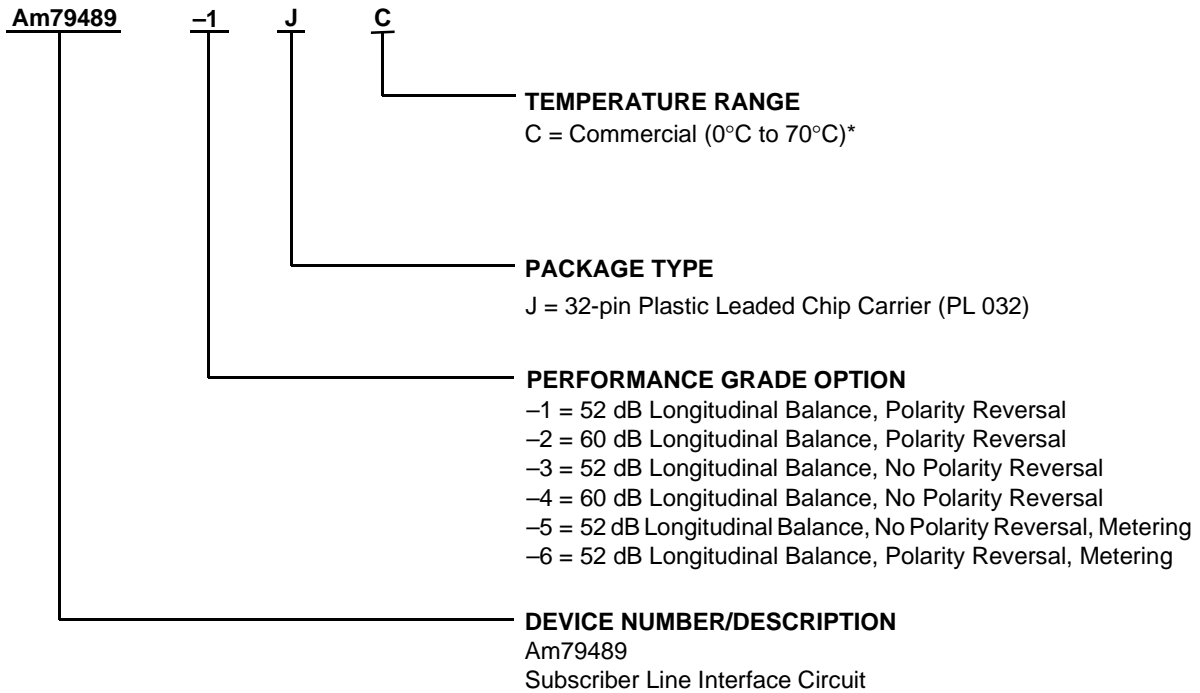 Am79489 –1 J C
TEMPERATURE RANGE
C = Commercial (0°C to 70°C)*
PACKAGE TYPE
J = 32-pin Plastic Leaded Chip Carrier (PL 032)
PERFORMANCE GRADE OPTION
–1 = 52 dB Longitudinal Balance, Polarity Reversal
–2 = 60 dB Longitudinal Balance, Polarity Reversal
–3 = 52 dB Longitudinal Balance, No Polarity Reversal
–4 = 60 dB Longitudinal Balance, No Polarity Reversal
–5 = 52 dB Longitudinal Balance, No Polarity Reversal, Metering
–6 = 52 dB Longitudinal Balance, Polarity Reversal, Metering
DEVICE NUMBER/DESCRIPTION
Am79489
Subscriber Line Interface Circuit